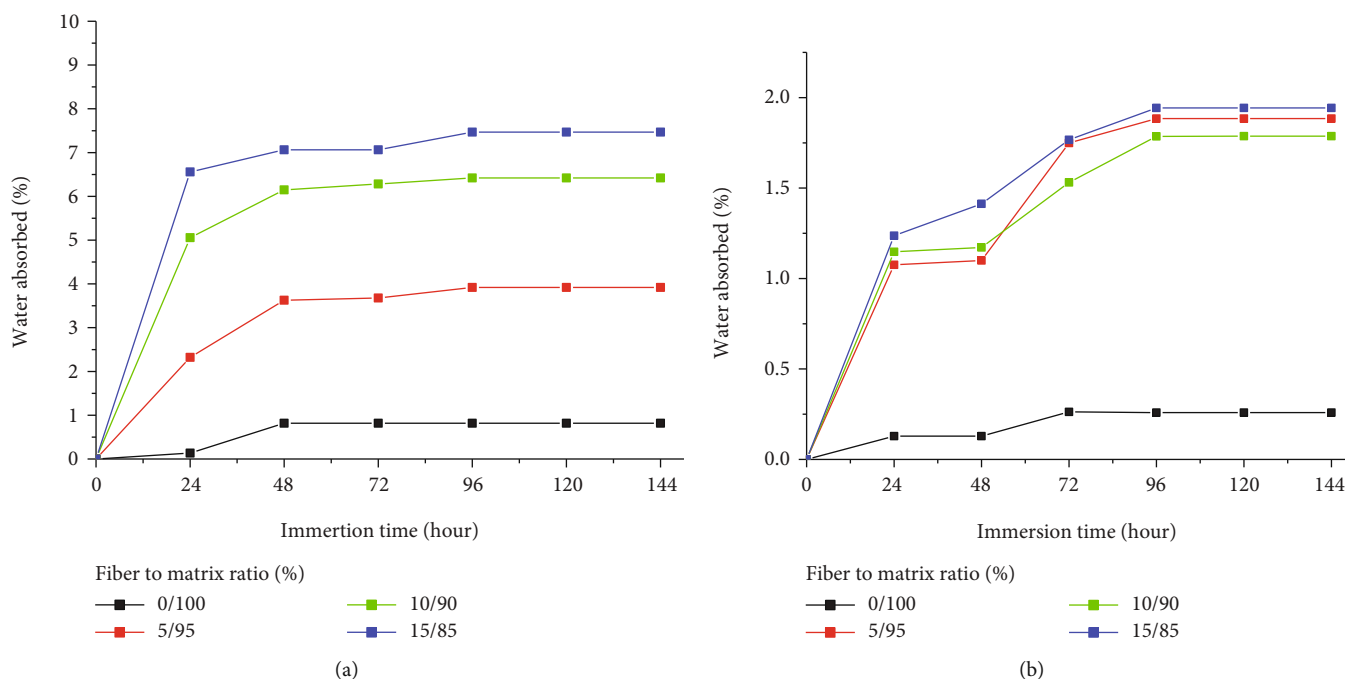 10
9
8
7
6
5
4
3
2
1
0
Water absorbed (%)
0 24 48 72 96 120 144
Immertion time (hour)
Fiber to matrix ratio (%)
0/100 10/90
5/95 15/85
(a)
2.0
1.5
1.0
0.5
0.0
Water absorbed (%)
0 24 48 72 96 120 144
Immersion time (hour)
Fiber to matrix ratio (%)
0/100 10/90
5/95 15/85
(b)